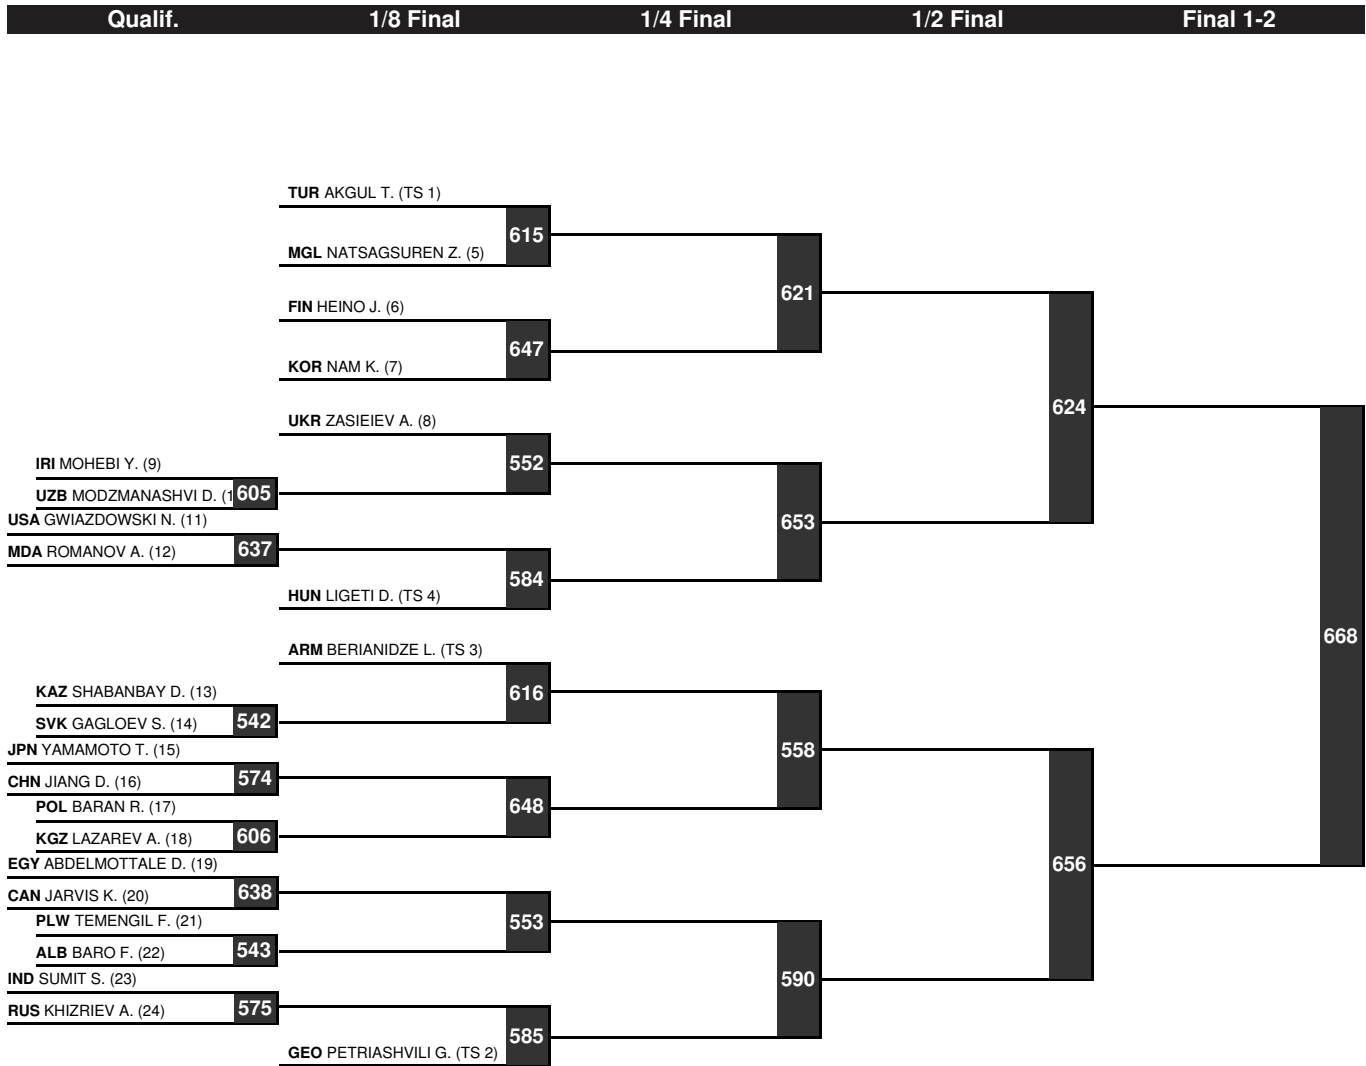 Qualif. 1/8 Final 1/4 Final 1/2 Final Final 1-2
TUR AKGUL T. (TS 1)
615
MGL NATSAGSUREN Z. (5)
621
FIN HEINO J. (6)
647
KOR NAM K. (7)
624
UKR ZASIEIEV A. (8)
IRI MOHEBI Y. (9)
552
UZB MODZMANASHVI D. (1
605
USA GWIAZDOWSKI N. (11)
653
MDA ROMANOV A. (12)
637
584
HUN LIGETI D. (TS 4)
668
ARM BERIANIDZE L. (TS 3)
KAZ SHABANBAY D. (13)
616
SVK GAGLOEV S. (14)
542
JPN YAMAMOTO T. (15)
558
CHN JIANG D. (16)
574
POL BARAN R. (17)
648
KGZ LAZAREV A. (18)
606
EGY ABDELMOTTALE D. (19)
656
CAN JARVIS K. (20)
638
PLW TEMENGIL F. (21)
553
ALB BARO F. (22)
543
IND SUMIT S. (23)
590
RUS KHIZRIEV A. (24)
575
585
GEO PETRIASHVILI G. (TS 2)